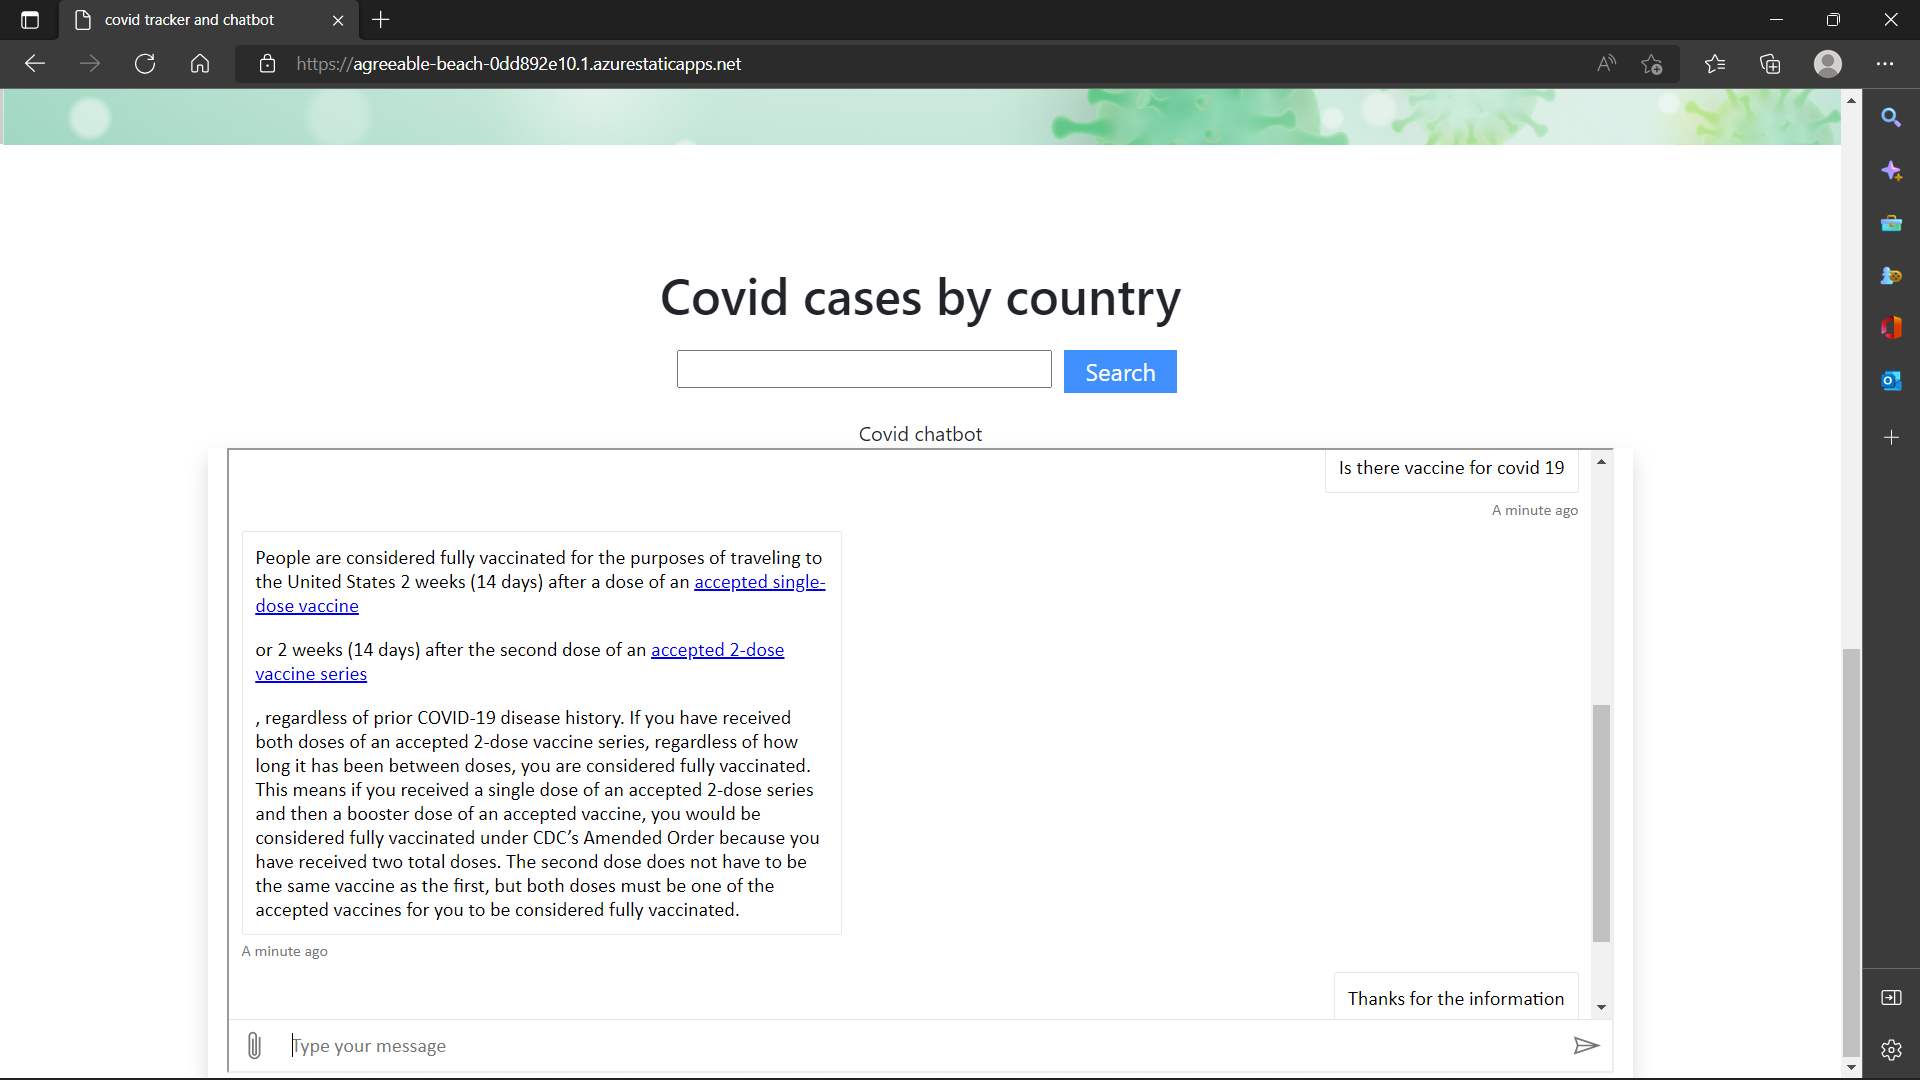 covid tracker and chatbot
https://agreeable-beach-0dd892e10.1.azurestaticapps.net
Covid cases by country
Search
Covid chatbot
Is there vaccine for covid 19
A minute ago
People are considered fully vaccinated for the purposes of traveling to
the United States 2 weeks (14 days) after a dose of an accepted single-
dose vaccine
or 2 weeks (14 days) after the second dose of an accepted 2-dose
vaccine series
, regardless of prior COVID-19 disease history. If you have received
both doses of an accepted 2-dose vaccine series, regardless of how
long it has been between doses, you are considered fully vaccinated.
This means if you received a single dose of an accepted 2-dose series
and then a booster dose of an accepted vaccine, you would be
considered fully vaccinated under CDC’s Amended Order because you
have received two total doses. The second dose does not have to be
the same vaccine as the first, but both doses must be one of the
accepted vaccines for you to be considered fully vaccinated.
A minute ago
Thanks for the information
Type your message